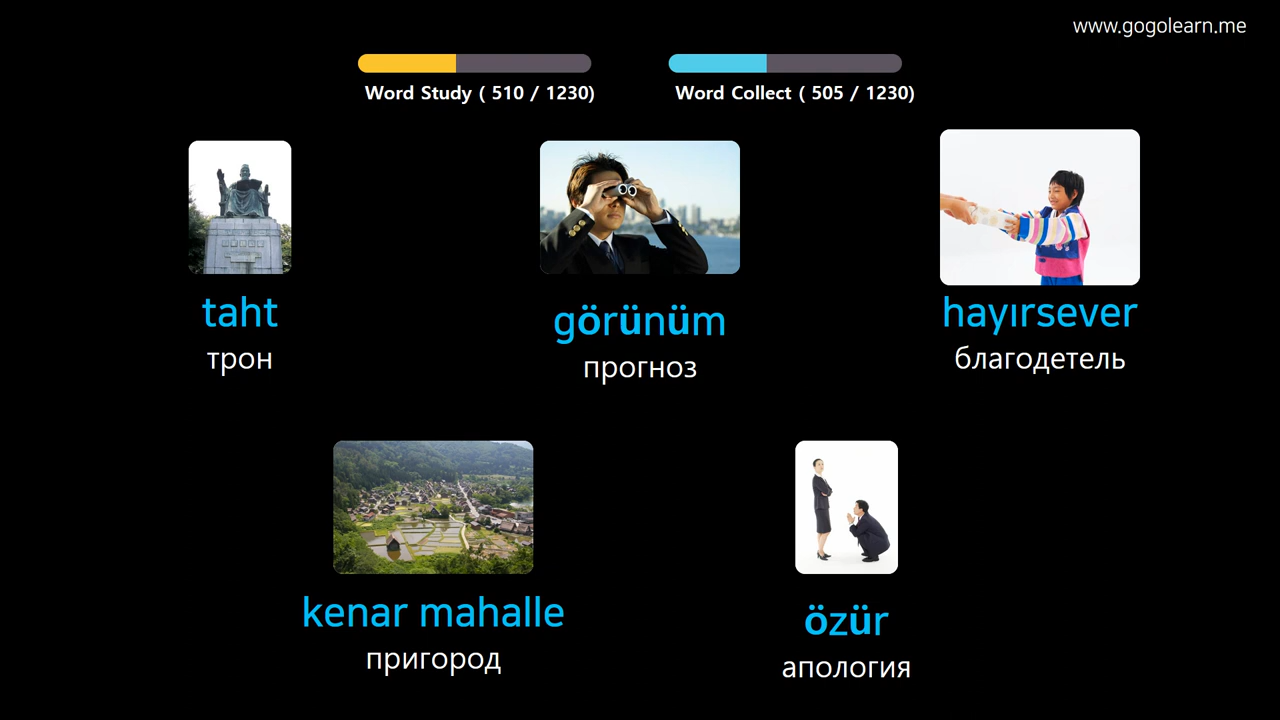 www.gogolearn.me
Word Study ( 510 / 1230)
Word Collect ( 505 / 1230)
taht
трон
görünüm
прогноз
hayırsever
благодетель
kenar mahalle
пригород
özür
апология